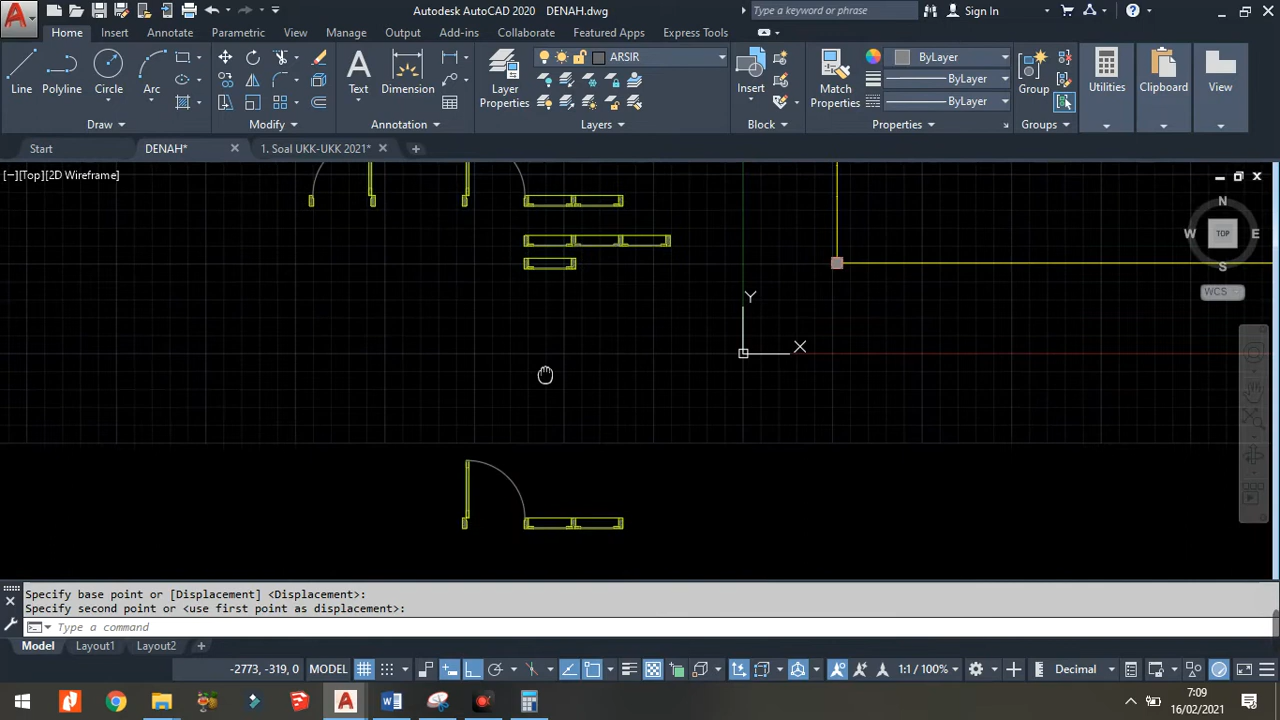 Autodesk AutoCAD 2020 DENAH.dwg
Type a keyword or phrase
Sign In
Home Insert Annotate Parametric View Manage Output Add-ins Collaborate Featured Apps Express Tools
Line Polyline Circle Arc
Draw
Modify
Text Dimension
Annotation
Layer Properties
ARSIR
Layers
Insert
Block
Match Properties
ByLayer
ByLayer
ByLayer
Properties
Group
Groups
Utilities
Clipboard
View
Start DENAH* 1. Soal UKK-UKK 2021*
[−][Top][2D Wireframe]
N
W TOP E
S
WCS
Y
X
Specify base point or [Displacement] <Displacement>:
Specify second point or <use first point as displacement>:
Type a command
Model Layout1 Layout2
-2773, -319, 0 MODEL 1:1 / 100% Decimal
7:09
16/02/2021